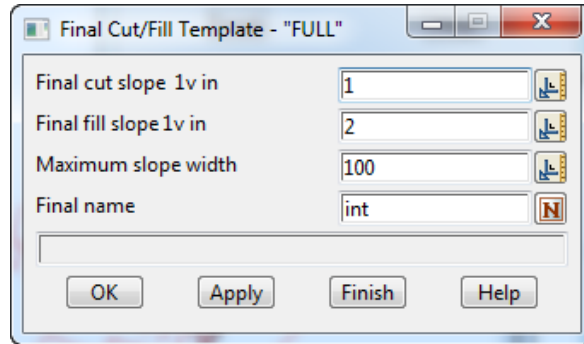 Final Cut/Fill Template - "FULL"
Final cut slope 1v in 1
Final fill slope 1v in 2
Maximum slope width 100
Final name int N
OK Apply Finish Help